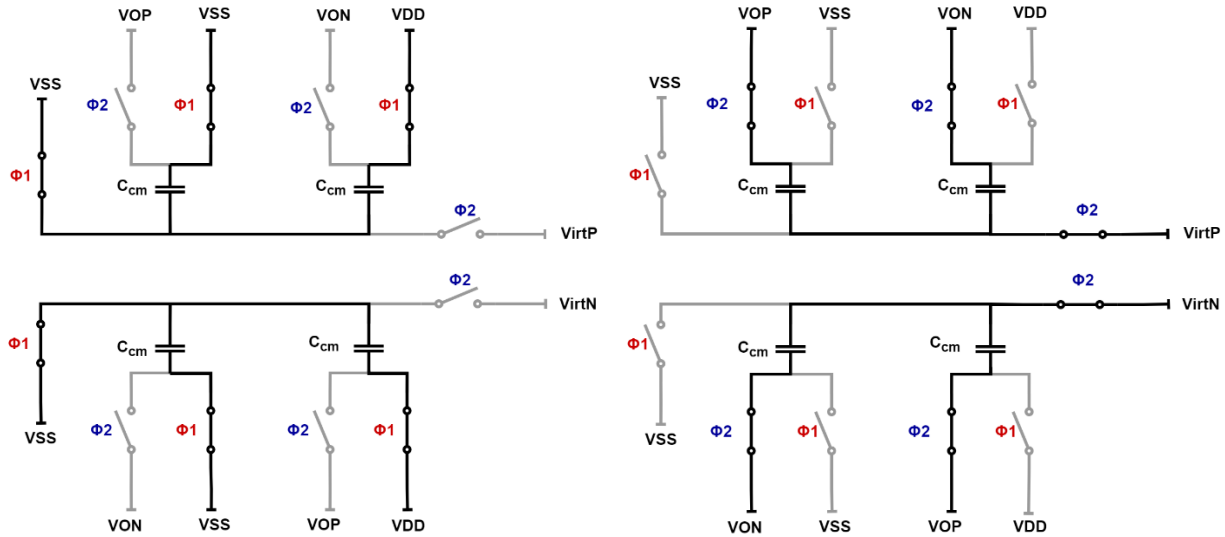 VOP VSS VON VDD
VSS
Φ2 Φ1 Φ2 Φ1
Φ1
Ccm Ccm
Φ2
VirtP
Φ2
VirtN
Φ1
Ccm Ccm
Φ2 Φ1 Φ2 Φ1
VSS
VON VSS VOP VDD
VOP VSS VON VDD
VSS
Φ2 Φ1 Φ2 Φ1
Φ1
Ccm Ccm
Φ2
VirtP
Φ2
VirtN
Φ1
Ccm Ccm
Φ2 Φ1 Φ2 Φ1
VSS
VON VSS VOP VDD